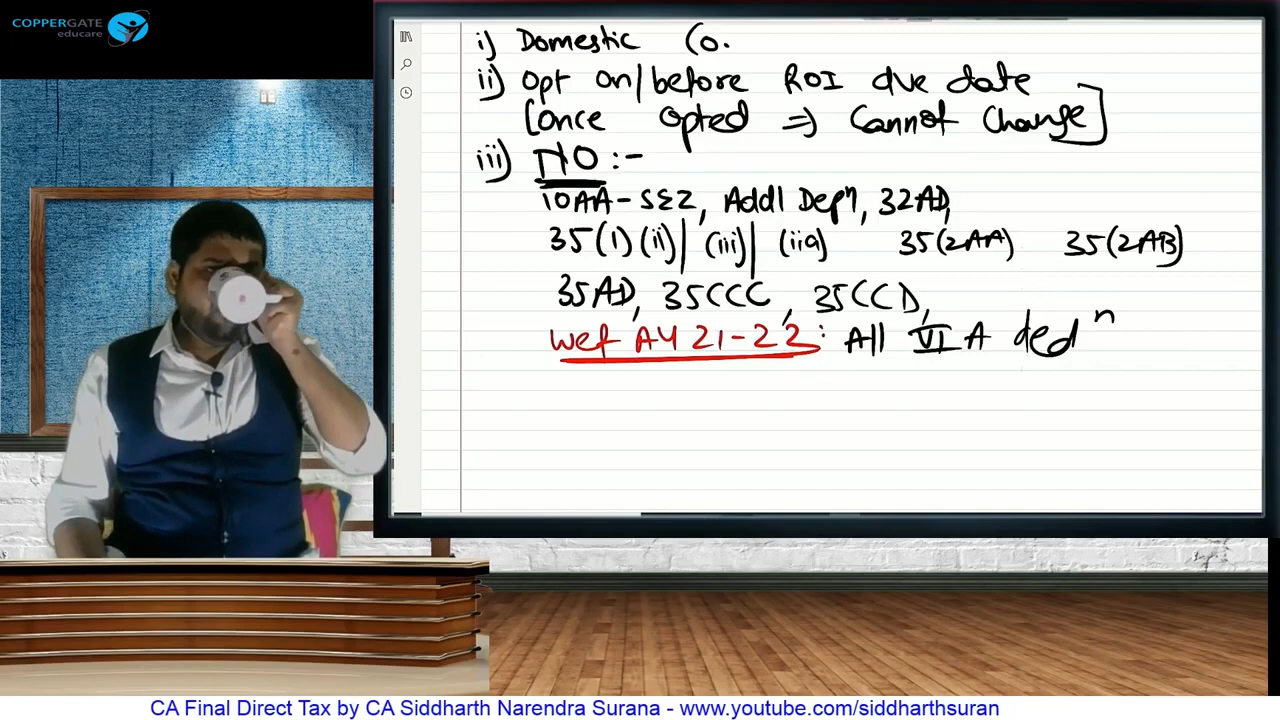 COPPERGATE
educare
i) Domestic Co.
ii) Opt on/before ROI due date
[once opted => Cannot Change]
iii) NO :-
10AA - SEZ, Addl Depn, 32AD,
35(1)(ii)| (iii)| (iia) 35(2AA) 35(2AB)
35AD, 35CCC, 35CCD,
wef AY 21-22: All VI A dedn
CA Final Direct Tax by CA Siddharth Narendra Surana - www.youtube.com/siddharthsuran